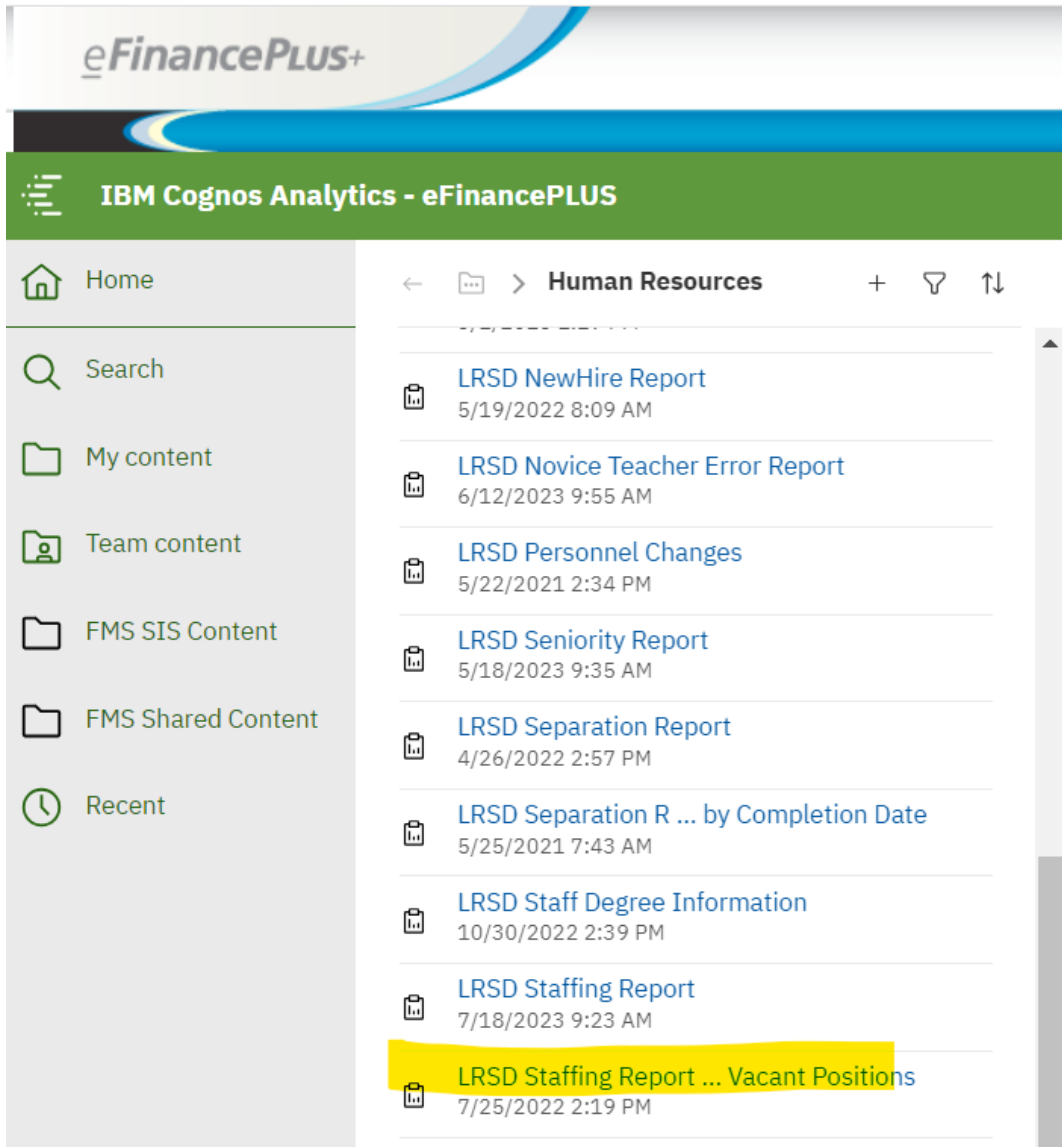 eFinancePLUS+
IBM Cognos Analytics - eFinancePLUS
Home
Search
My content
Team content
FMS SIS Content
FMS Shared Content
Recent
Human Resources
LRSD NewHire Report
5/19/2022 8:09 AM
LRSD Novice Teacher Error Report
6/12/2023 9:55 AM
LRSD Personnel Changes
5/22/2021 2:34 PM
LRSD Seniority Report
5/18/2023 9:35 AM
LRSD Separation Report
4/26/2022 2:57 PM
LRSD Separation R ... by Completion Date
5/25/2021 7:43 AM
LRSD Staff Degree Information
10/30/2022 2:39 PM
LRSD Staffing Report
7/18/2023 9:23 AM
LRSD Staffing Report ... Vacant Positions
7/25/2022 2:19 PM